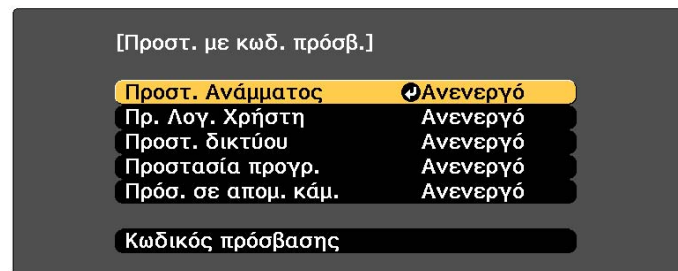 [Προστ. με κωδ. πρόσβ.]
Προστ. Ανάμματος Ανενεργό
Πρ. Λογ. Χρήστη Ανενεργό
Προστ. δικτύου Ανενεργό
Προστασία προγρ. Ανενεργό
Πρόσ. σε απομ. κάμ. Ανενεργό
Κωδικός πρόσβασης